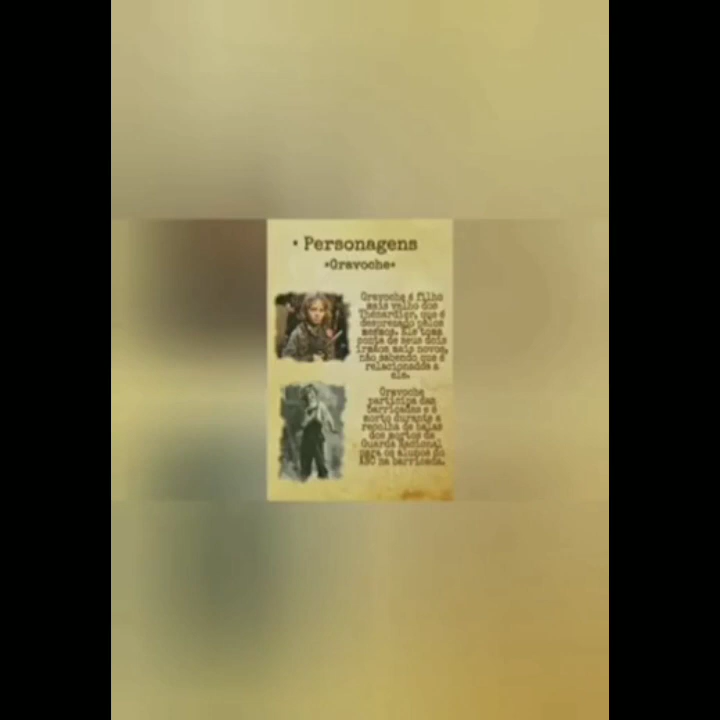 • Personagens
•Gravoche•
Gravoche é filho
mais velho dos
Thénardier, que é
desprezado pelos
mesmos. Ele toma
ponta de seus dois
irmãos mais novos,
não sabendo que é
relacionadda a
ele.
Gravoche
participa das
barricadas e é
morto durante a
recolha de balas
dos mortos da
Guarda Nacional
para os alunos do
ABC na barricada.